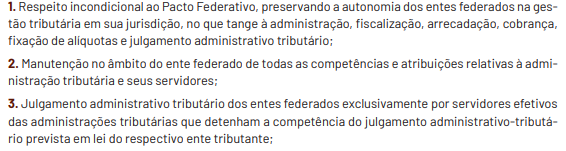 1. Respeito incondicional ao Pacto Federativo, preservando a autonomia dos entes federados na ges-
tão tributária em sua jurisdição, no que tange à administração, fiscalização, arrecadação, cobrança,
fixação de alíquotas e julgamento administrativo tributário;
2. Manutenção no âmbito do ente federado de todas as competências e atribuições relativas à admi-
nistração tributária e seus servidores;
3. Julgamento administrativo tributário dos entes federados exclusivamente por servidores efetivos
das administrações tributárias que detenham a competência do julgamento administrativo-tributá-
rio prevista em lei do respectivo ente tributante;